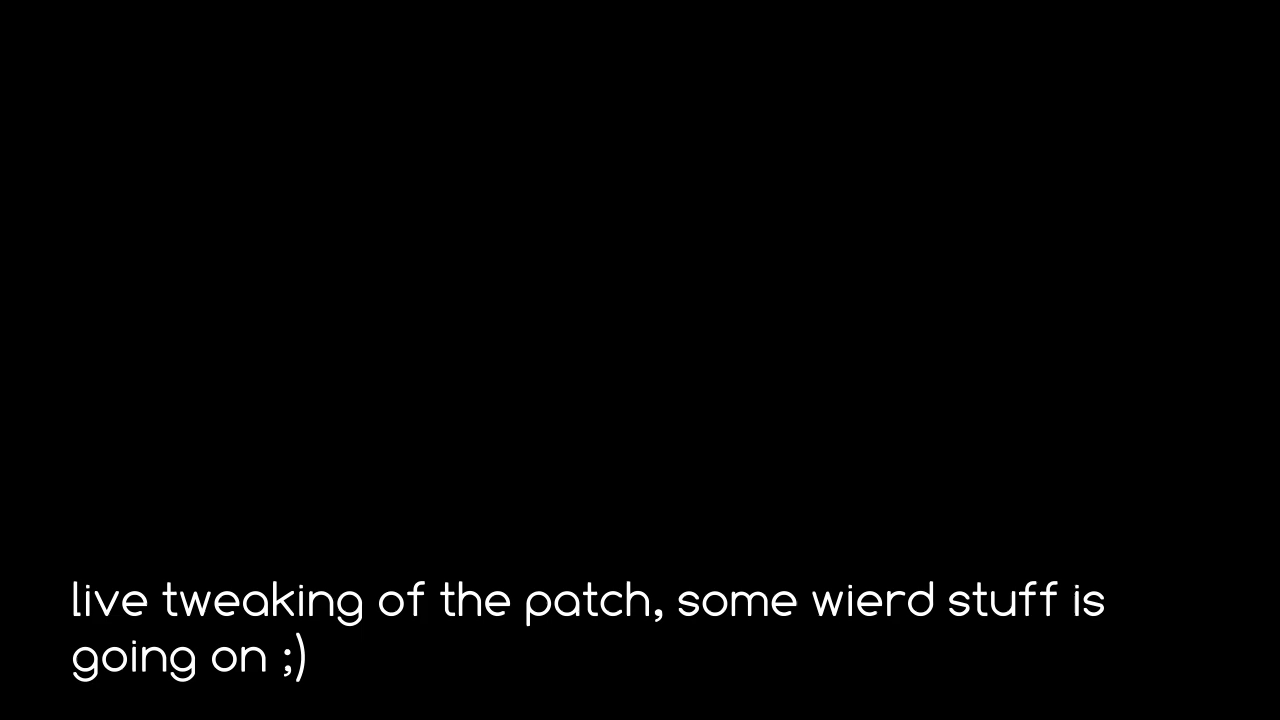 live tweaking of the patch, some wierd stuff is
going on ;)